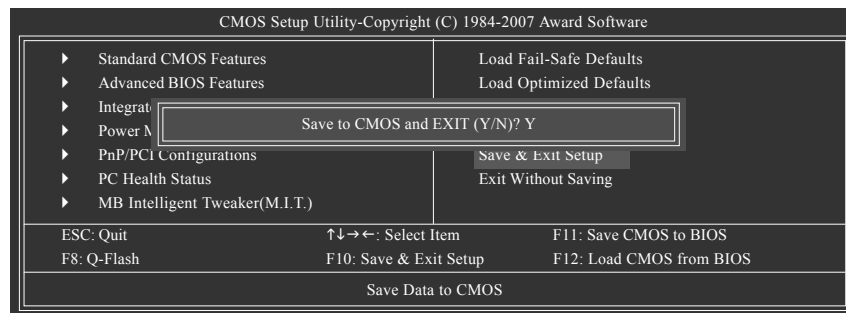 CMOS Setup Utility-Copyright (C) 1984-2007 Award Software
Standard CMOS Features
Advanced BIOS Features
PnP/PCI Configurations
PC Health Status
MB Intelligent Tweaker(M.I.T.)
Load Fail-Safe Defaults
Load Optimized Defaults
Save & Exit Setup
Exit Without Saving
Save to CMOS and EXIT (Y/N)? Y
ESC: Quit ↑↓→←: Select Item F11: Save CMOS to BIOS
F8: Q-Flash F10: Save & Exit Setup F12: Load CMOS from BIOS
Save Data to CMOS